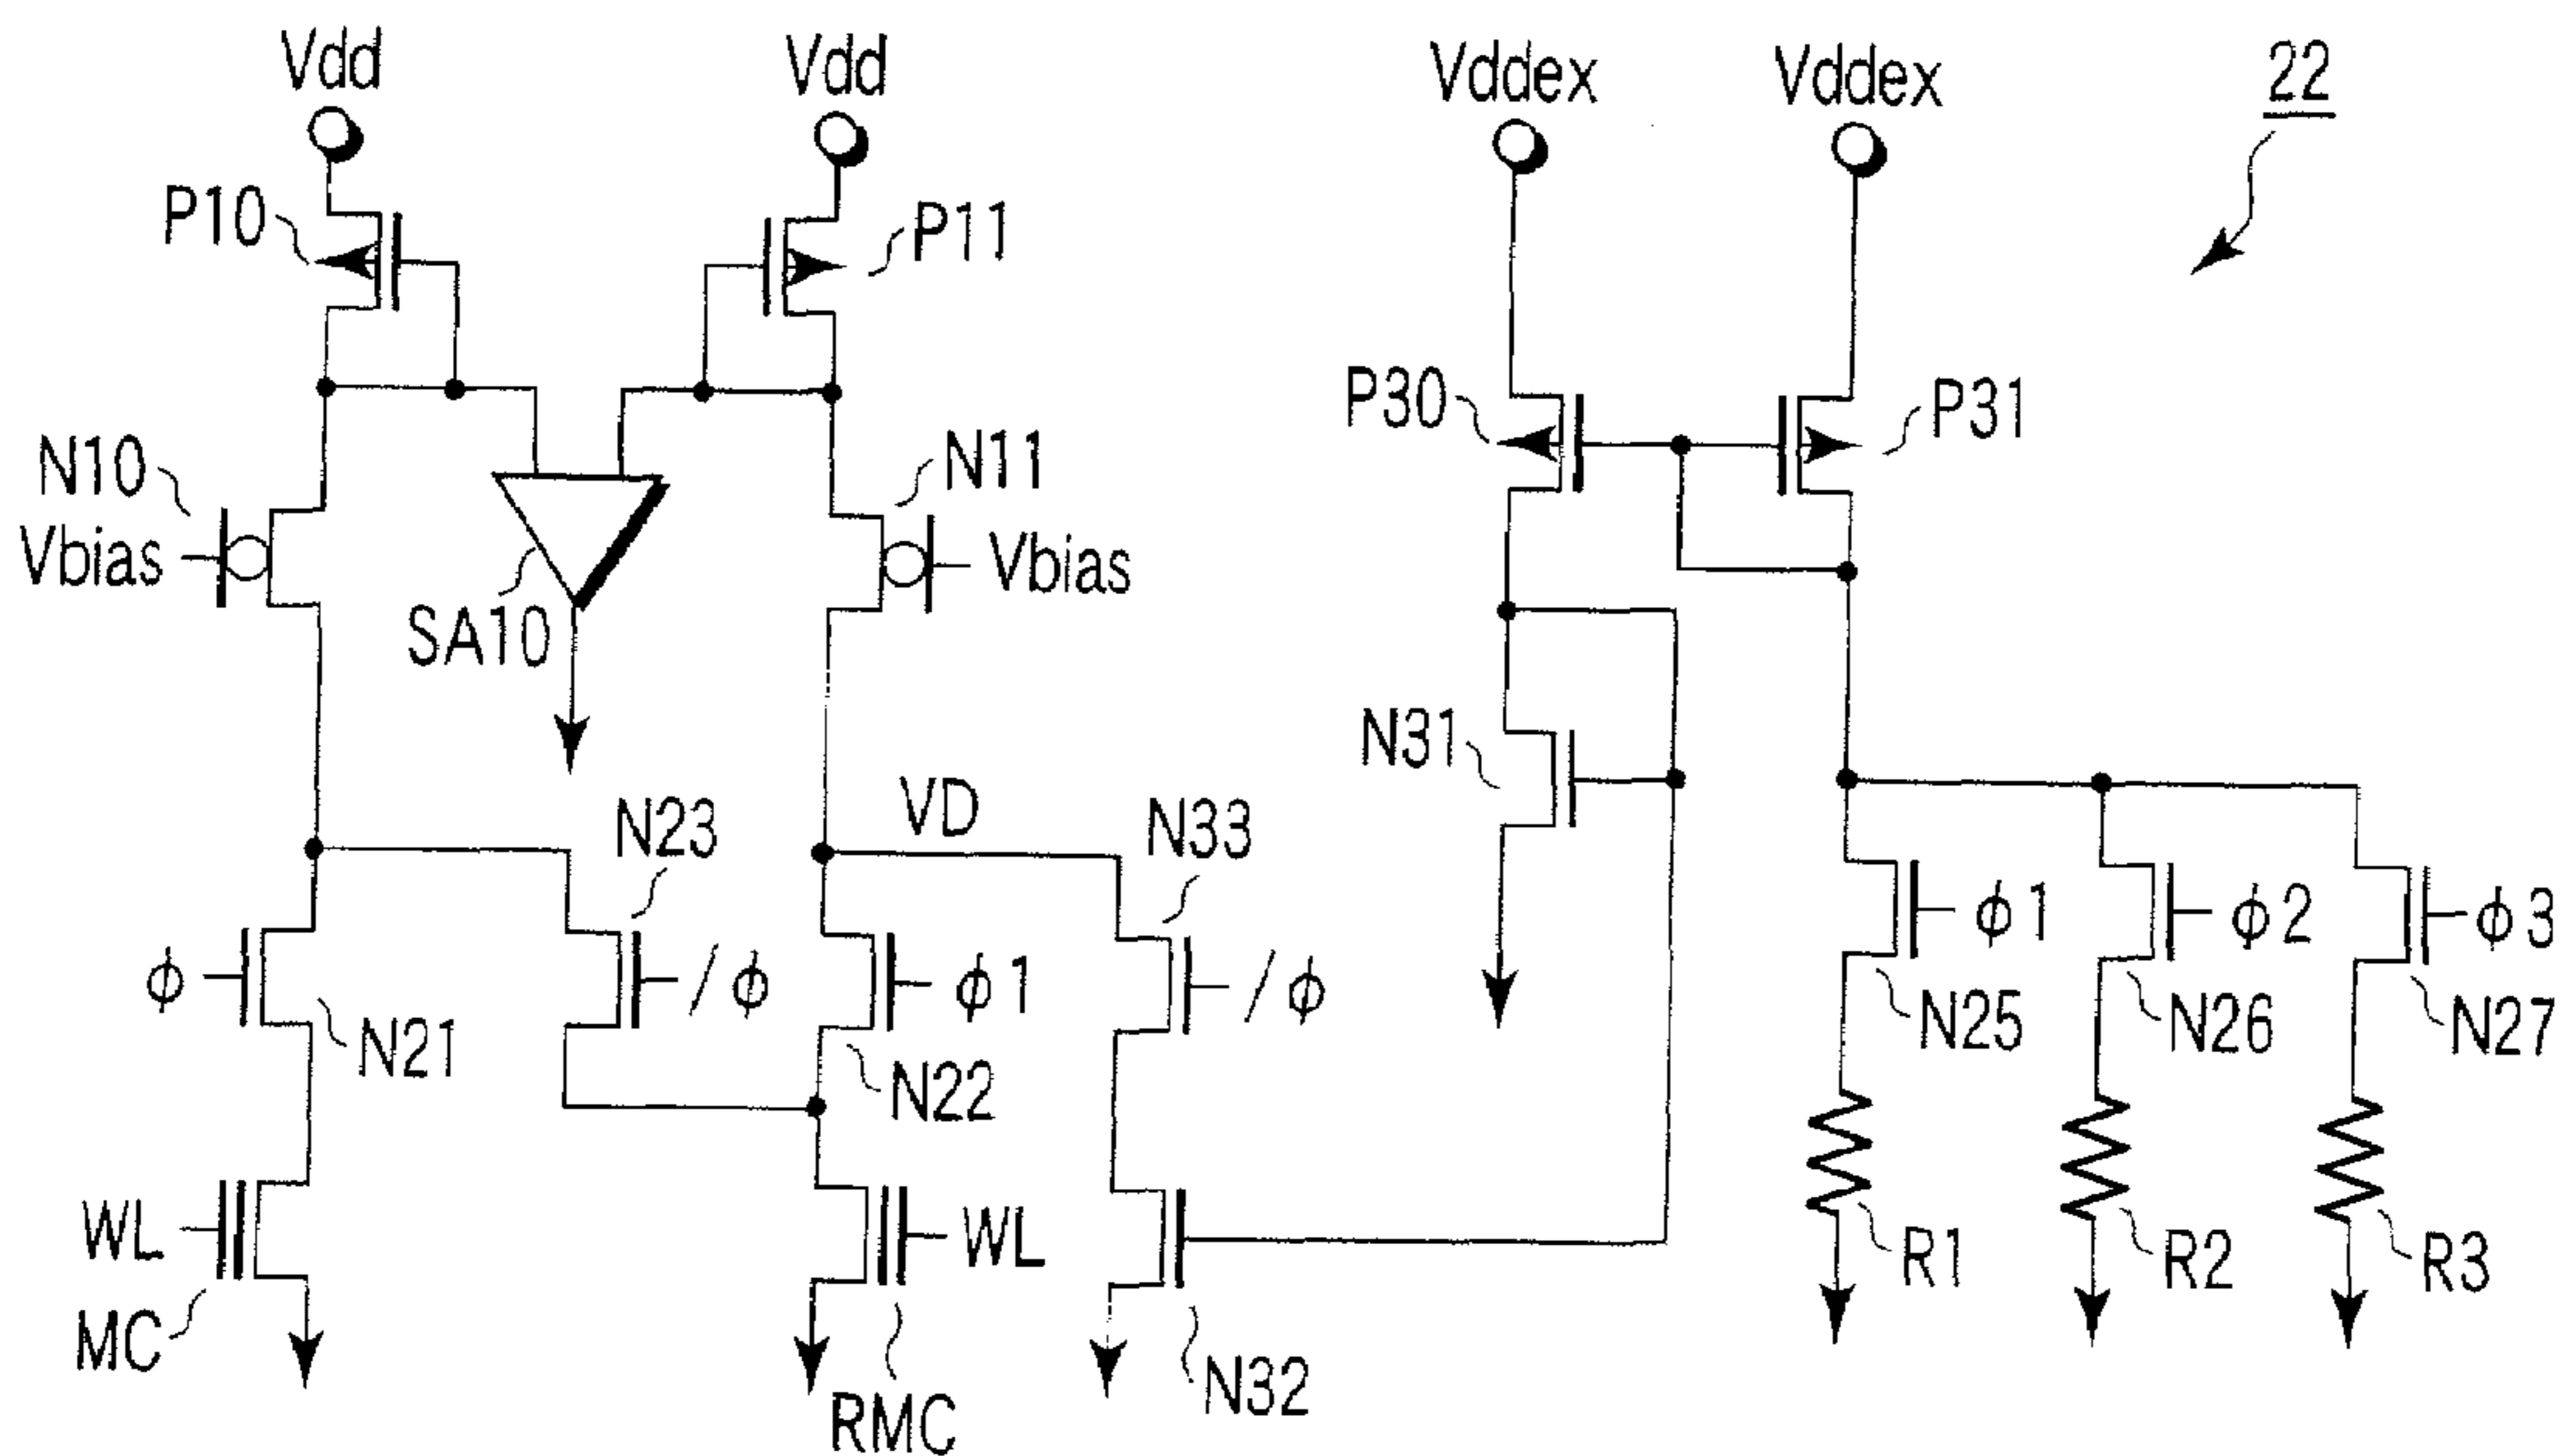 Vdd
Vdd
Vddex
Vddex
22
P10
P11
P30
P31
N10
N11
Vbias
Vbias
SA10
N31
VD
N23
N33
ϕ
/ϕ
ϕ1
/ϕ
ϕ1
ϕ2
ϕ3
N21
N22
N25
N26
N27
WL
WL
R1
R2
R3
MC
RMC
N32